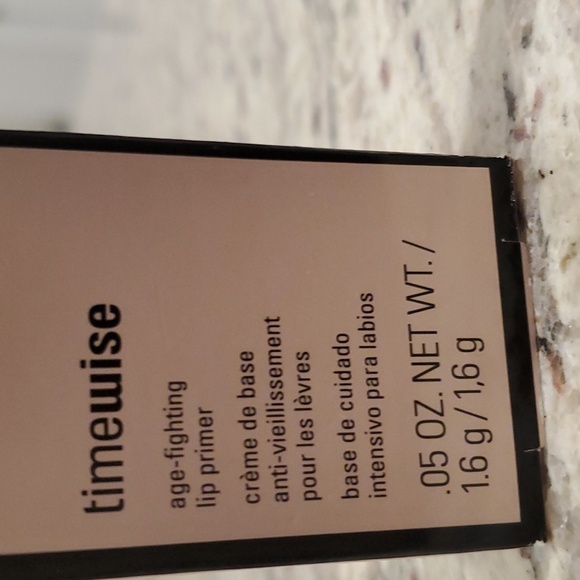 timewise
age-fighting
lip primer
crème de base
anti-vieillissement
pour les lèvres
base de cuidado
intensivo para labios
.05 OZ. NET WT. /
1.6 g / 1,6 g